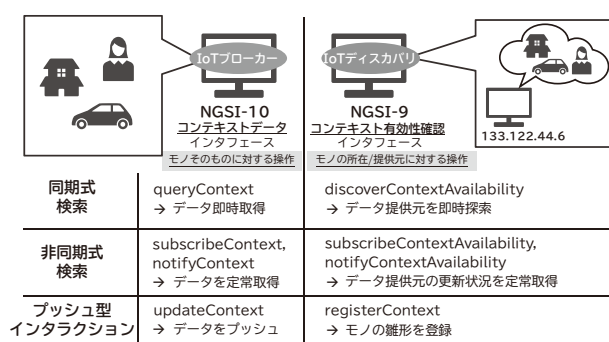 IoTブローカー
IoTディスカバリ
133.122.44.6
NGSI-10
コンテキストデータ
インタフェース
モノそのものに対する操作
NGSI-9
コンテキスト有効性確認
インタフェース
モノの所在/提供元に対する操作
同期式
検索
queryContext
→ データ即時取得
discoverContextAvailability
→ データ提供元を即時探索
非同期式
検索
subscribeContext,
notifyContext
→ データを定常取得
subscribeContextAvailability,
notifyContextAvailability
→ データ提供元の更新状況を定常取得
プッシュ型
インタラクション
updateContext
→ データをプッシュ
registerContext
→ モノの雛形を登録